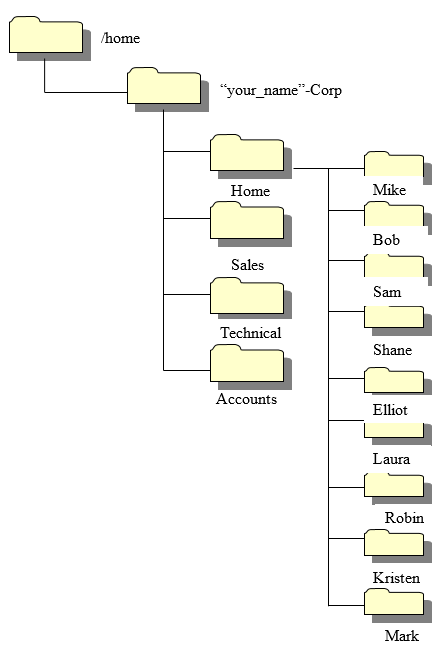 /home
“your_name”-Corp
Home
Sales
Technical
Accounts
Mike
Bob
Sam
Shane
Elliot
Laura
Robin
Kristen
Mark